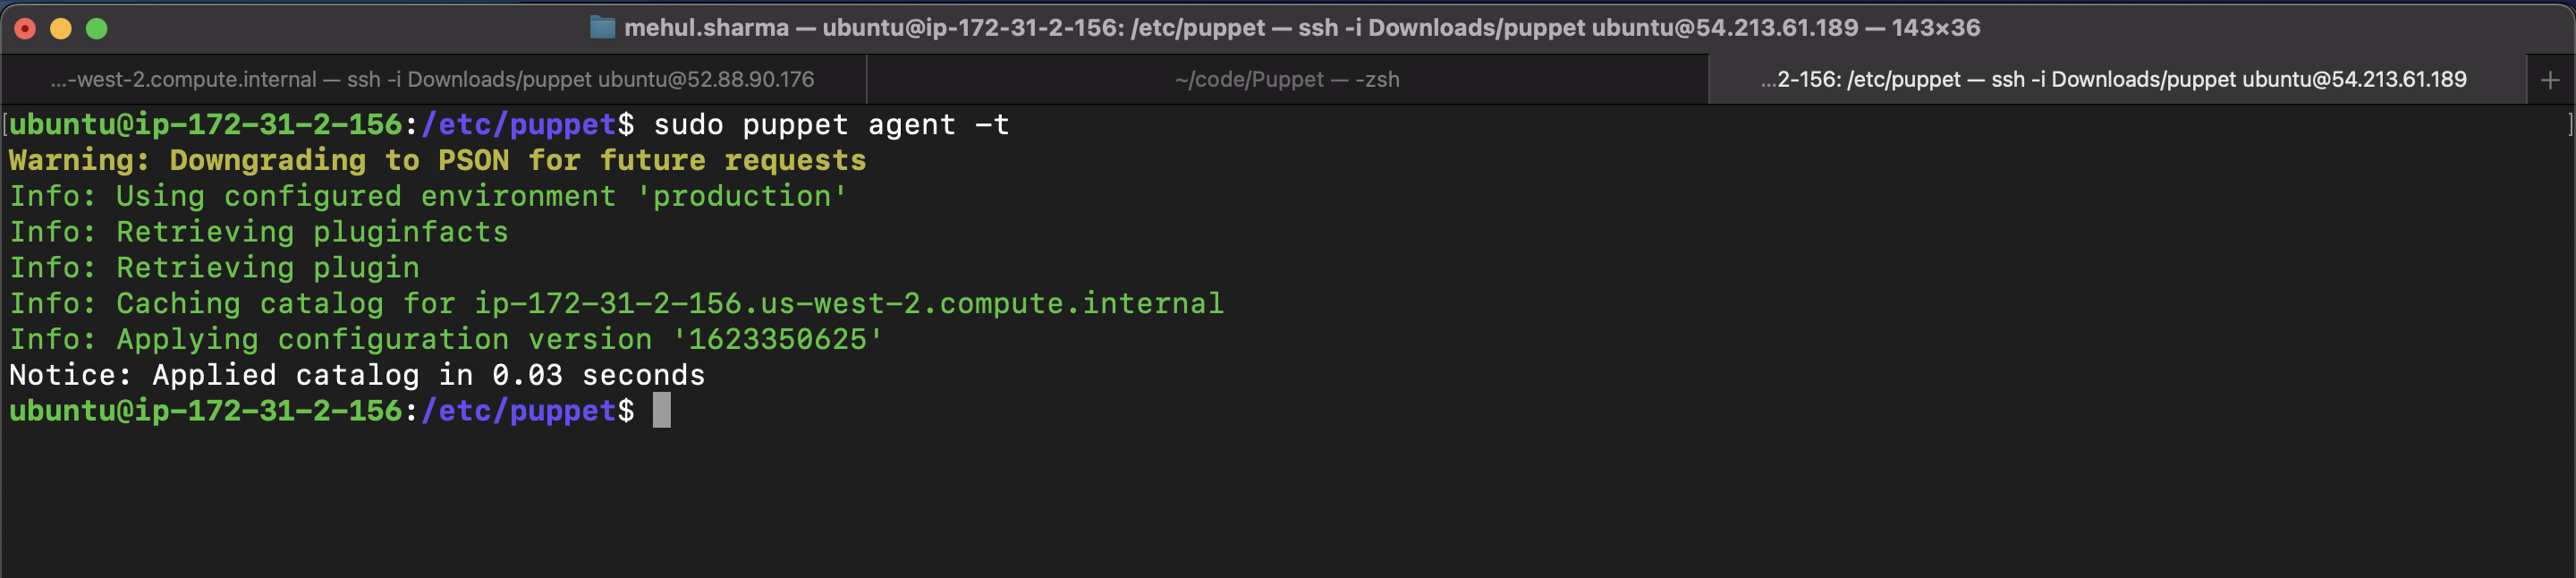 mehul.sharma — ubuntu@ip-172-31-2-156: /etc/puppet — ssh -i Downloads/puppet ubuntu@54.213.61.189 — 143×36
...-west-2.compute.internal — ssh -i Downloads/puppet ubuntu@52.88.90.176
~/code/Puppet — -zsh
...2-156: /etc/puppet — ssh -i Downloads/puppet ubuntu@54.213.61.189
+
[ubuntu@ip-172-31-2-156:/etc/puppet$ sudo puppet agent -t ]
Warning: Downgrading to PSON for future requests
Info: Using configured environment 'production'
Info: Retrieving pluginfacts
Info: Retrieving plugin
Info: Caching catalog for ip-172-31-2-156.us-west-2.compute.internal
Info: Applying configuration version '1623350625'
Notice: Applied catalog in 0.03 seconds
ubuntu@ip-172-31-2-156:/etc/puppet$